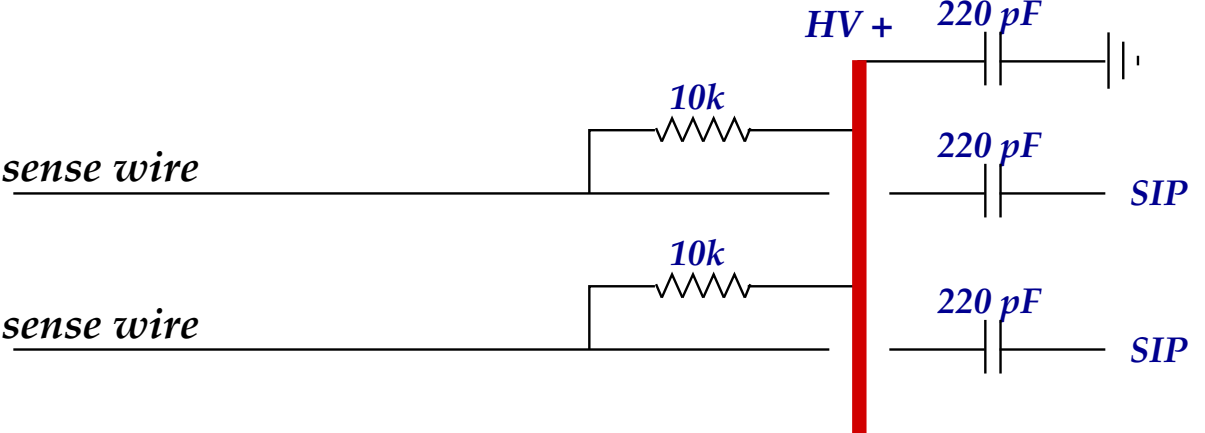 HV +
220 pF
10k
220 pF
sense wire
SIP
10k
220 pF
sense wire
SIP